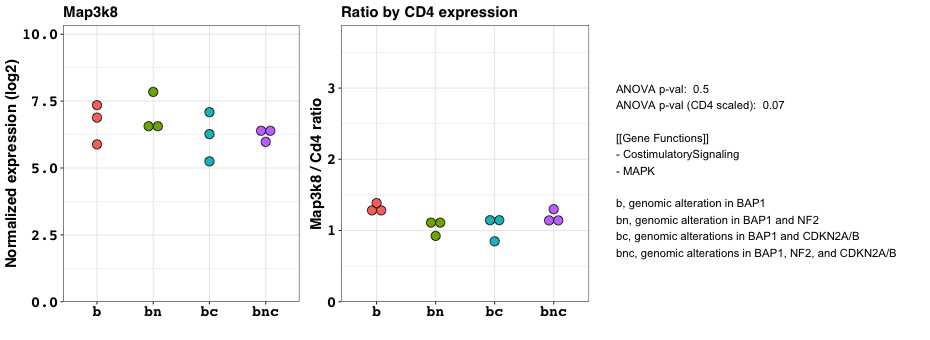 Map3k8
Normalized expression (log2)
10.0
7.5
5.0
2.5
0.0
b
bn
bc
bnc
Ratio by CD4 expression
Map3k8 / Cd4 ratio
3
2
1
0
b
bn
bc
bnc
ANOVA p-val:  0.5
ANOVA p-val (CD4 scaled):  0.07
[[Gene Functions]]
- CostimulatorySignaling
- MAPK
b, genomic alteration in BAP1
bn, genomic alteration in BAP1 and NF2
bc, genomic alterations in BAP1 and CDKN2A/B
bnc, genomic alterations in BAP1, NF2, and CDKN2A/B